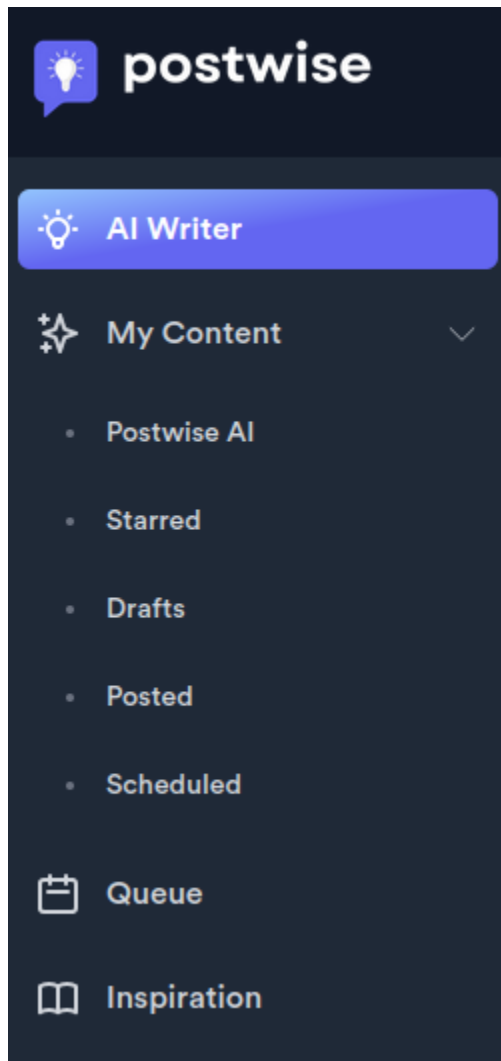 postwise
AI Writer
My Content
Postwise AI
Starred
Drafts
Posted
Scheduled
Queue
Inspiration